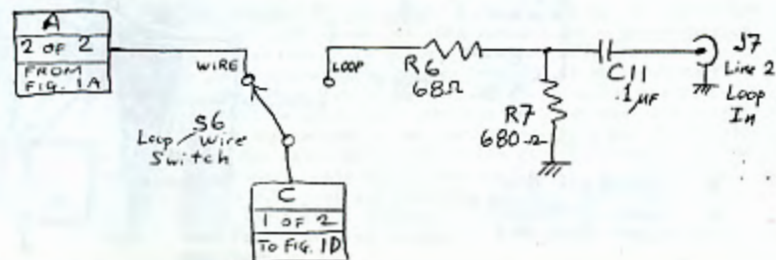 A
2 OF 2
FROM
FIG. 1A
WIRE
LOOP
S6
Loop/Wire
Switch
C
1 OF 2
TO FIG. 1D
R6
68Ω
R7
680Ω
C11
.1μF
J7
Line 2
Loop
In